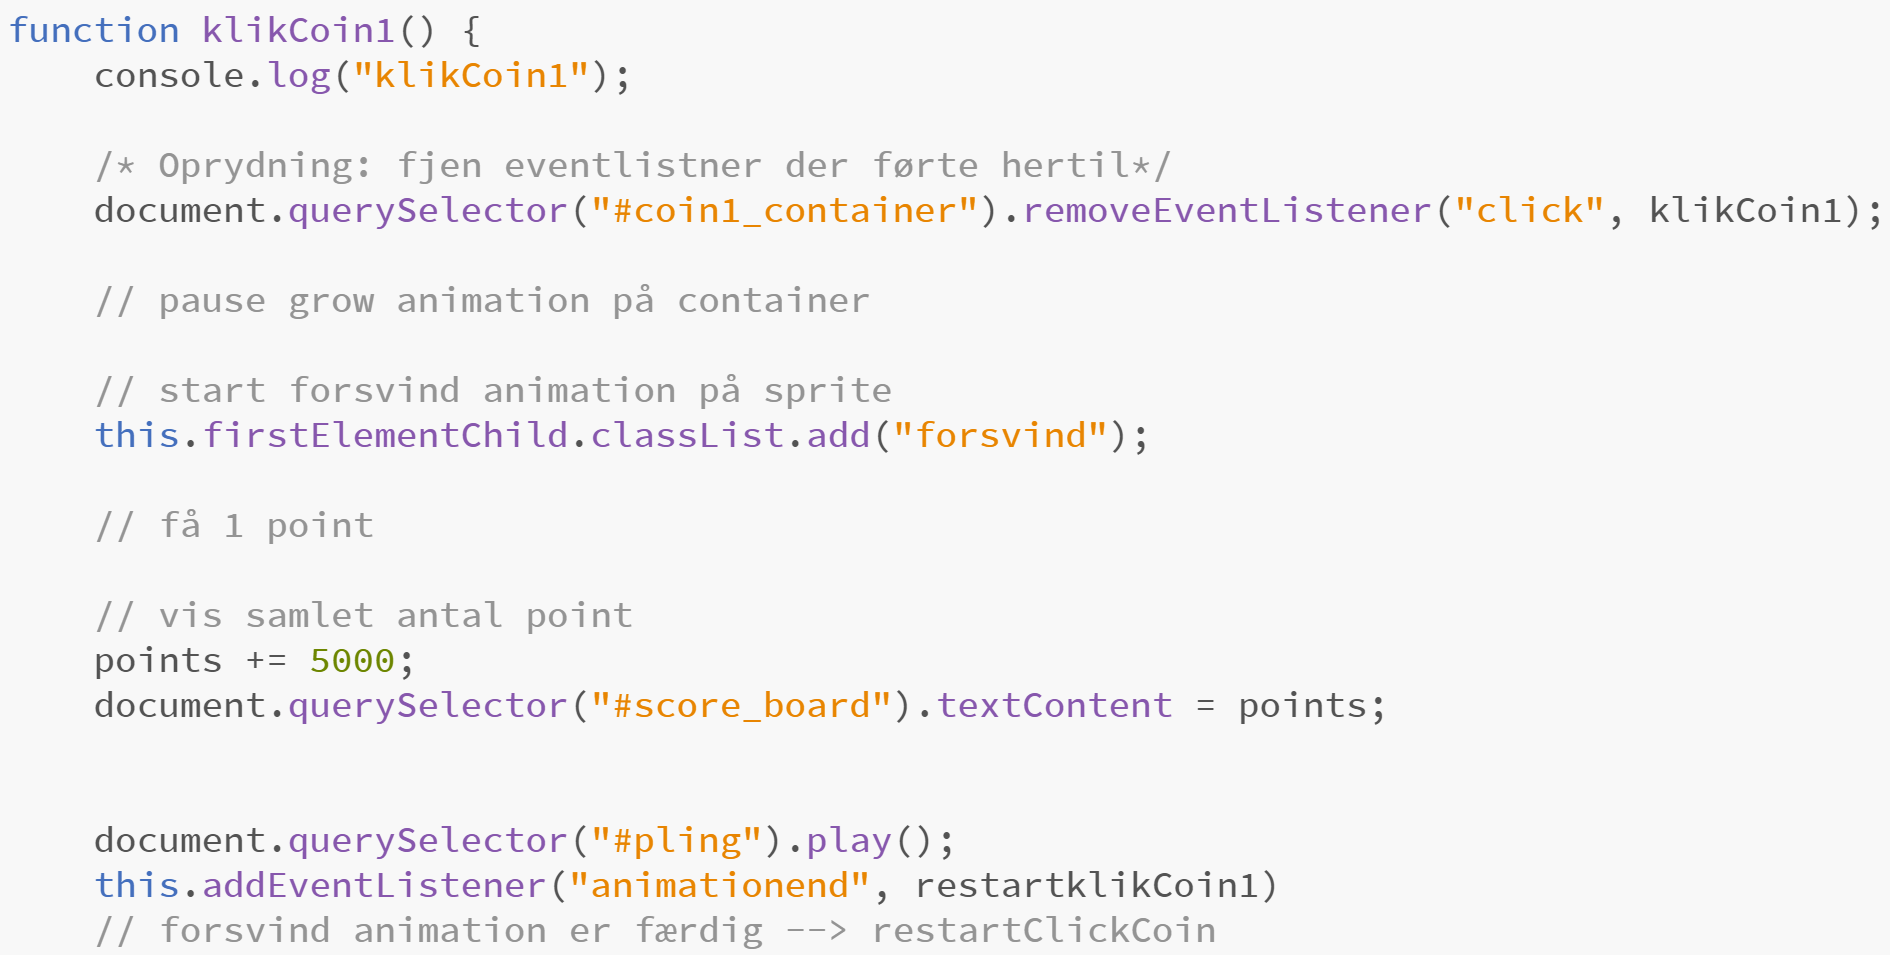 function klikCoin1() {
    console.log("klikCoin1");

    /* Oprydning: fjen eventlistner der førte hertil*/
    document.querySelector("#coin1_container").removeEventListener("click", klikCoin1);

    // pause grow animation på container

    // start forsvind animation på sprite
    this.firstElementChild.classList.add("forsvind");

    // få 1 point

    // vis samlet antal point
    points += 5000;
    document.querySelector("#score_board").textContent = points;


    document.querySelector("#pling").play();
    this.addEventListener("animationend", restartklikCoin1)
    // forsvind animation er færdig --> restartClickCoin